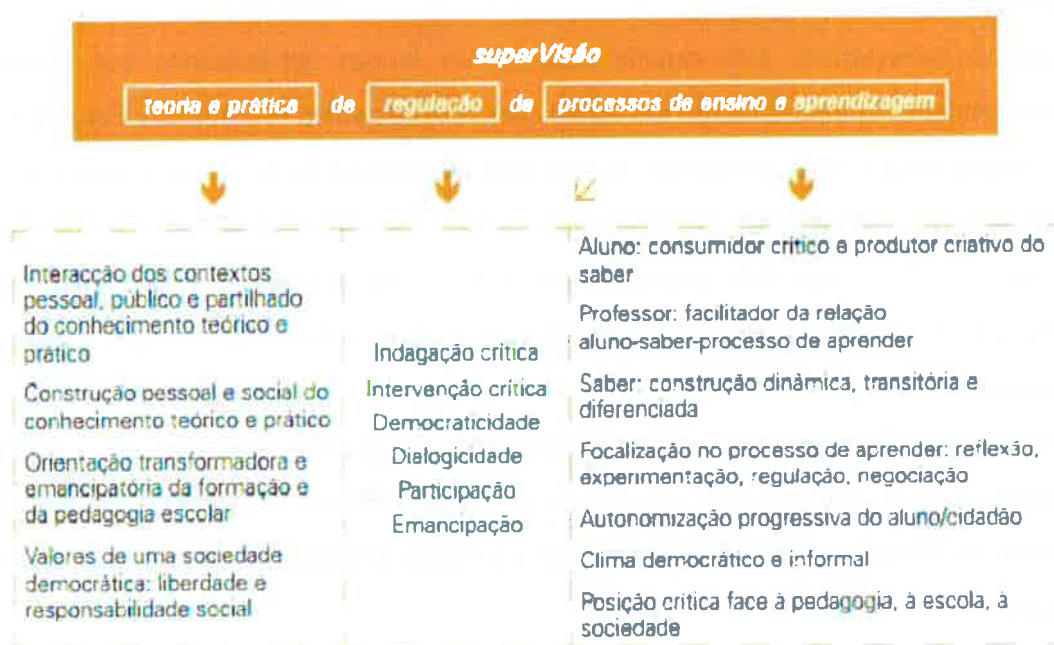 superVisão
teoria e prática de regulação de processos de ensino e aprendizagem
Interacção dos contextos
pessoal, público e partilhado
do conhecimento teórico e
prático
Construção pessoal e social do
conhecimento teórico e prático
Orientação transformadora e
emancipatória da formação e
da pedagogia escolar
Valores de uma sociedade
democrática: liberdade e
responsabilidade social
Indagação crítica
Intervenção crítica
Democraticidade
Dialogicidade
Participação
Emancipação
Aluno: consumidor crítico e produtor criativo do
saber
Professor: facilitador da relação
aluno-saber-processo de aprender
Saber: construção dinâmica, transitória e
diferenciada
Focalização no processo de aprender: reflexão,
experimentação, regulação, negociação
Autonomização progressiva do aluno/cidadão
Clima democrático e informal
Posição crítica face à pedagogia, à escola, à
sociedade